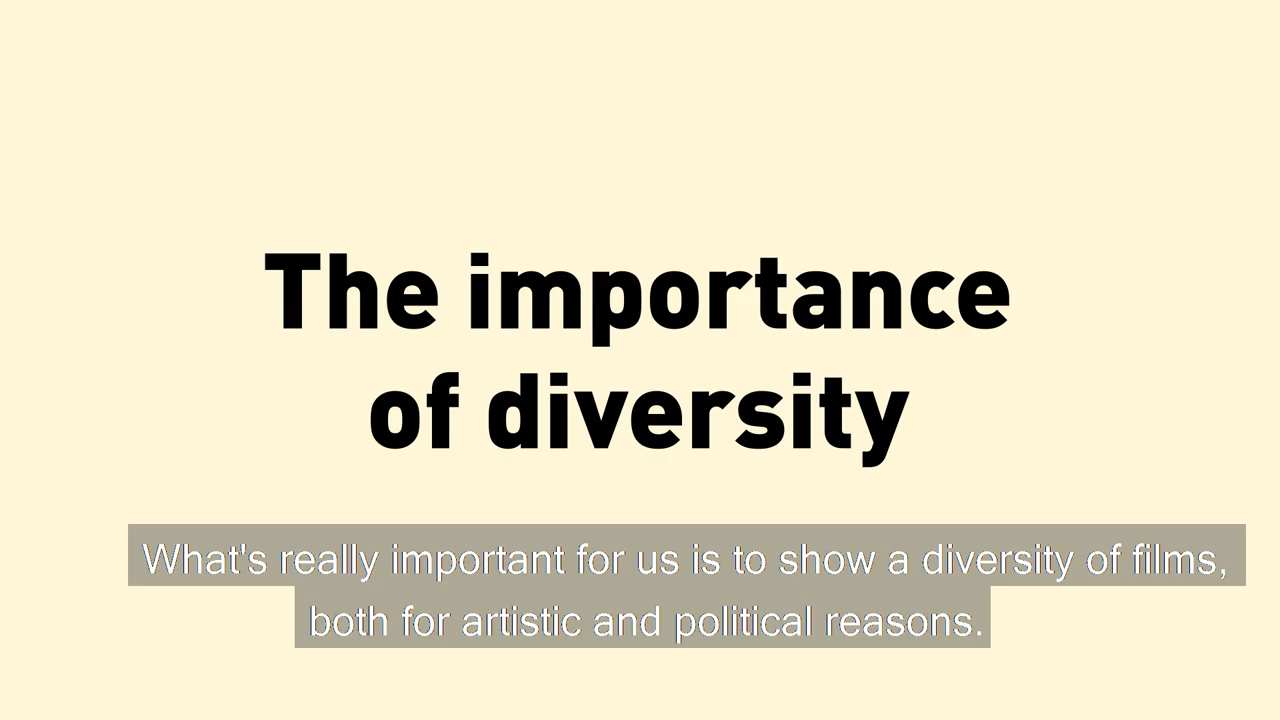 The importance
of diversity
What's really important for us is to show a diversity of films,
both for artistic and political reasons.